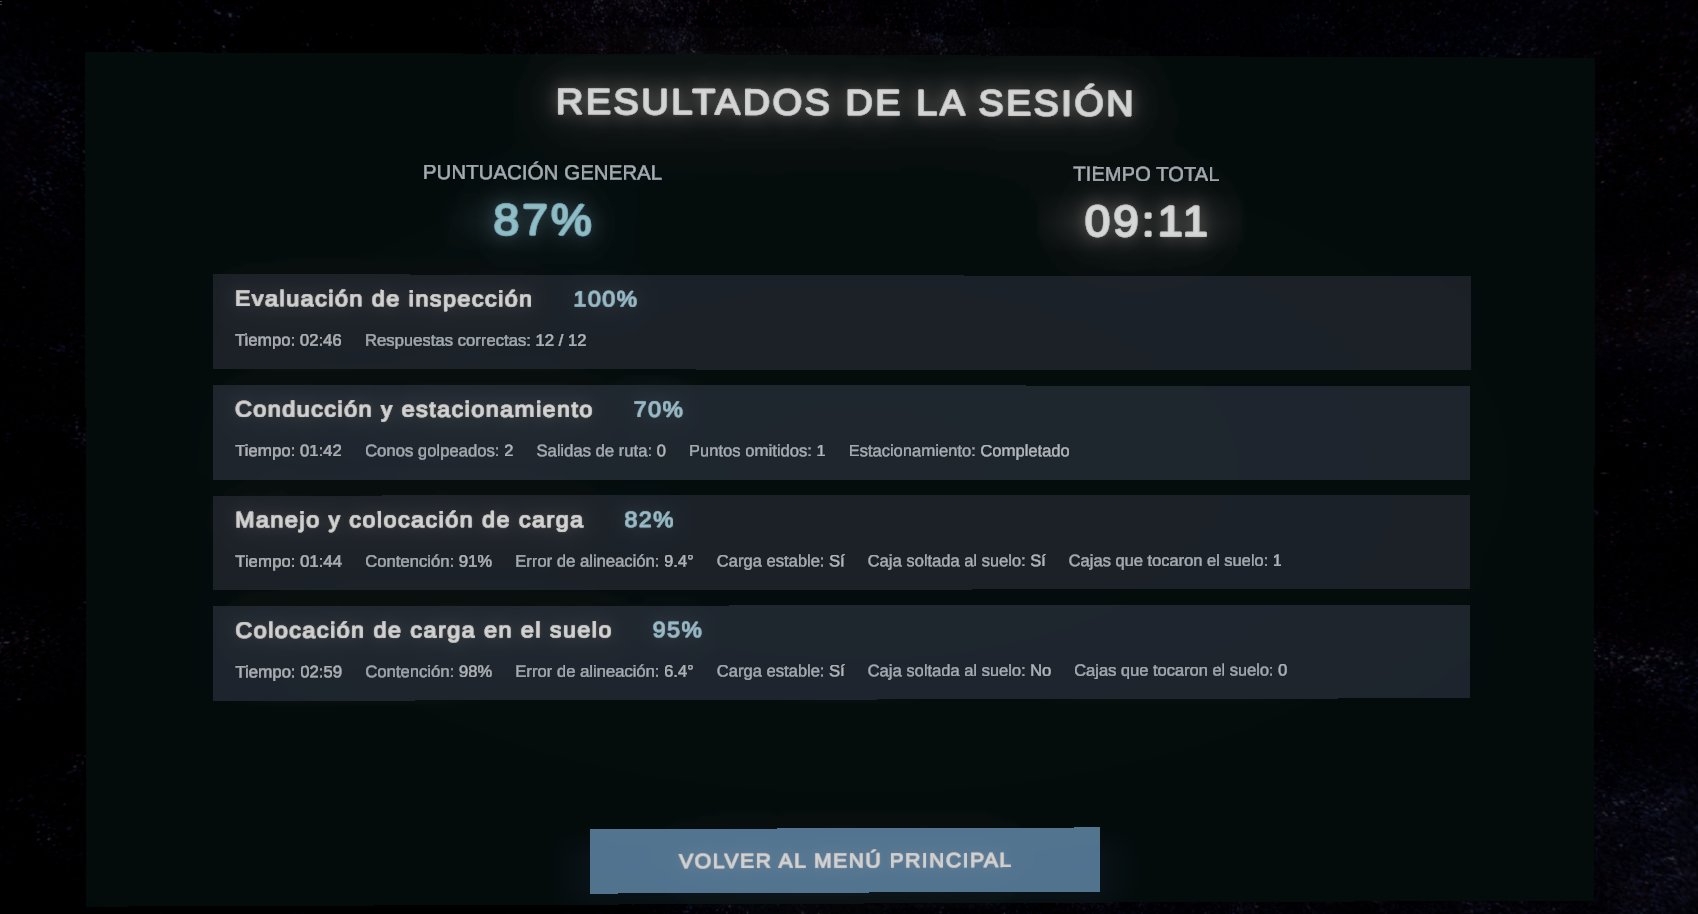 RESULTADOS DE LA SESIÓN
PUNTUACIÓN GENERAL
87%
TIEMPO TOTAL
09:11
Evaluación de inspección 100%
Tiempo: 02:46 Respuestas correctas: 12 / 12
Conducción y estacionamiento 70%
Tiempo: 01:42 Conos golpeados: 2 Salidas de ruta: 0 Puntos omitidos: 1 Estacionamiento: Completado
Manejo y colocación de carga 82%
Tiempo: 01:44 Contención: 91% Error de alineación: 9.4° Carga estable: Sí Caja soltada al suelo: Sí Cajas que tocaron el suelo: 1
Colocación de carga en el suelo 95%
Tiempo: 02:59 Contención: 98% Error de alineación: 6.4° Carga estable: Sí Caja soltada al suelo: No Cajas que tocaron el suelo: 0
VOLVER AL MENÚ PRINCIPAL